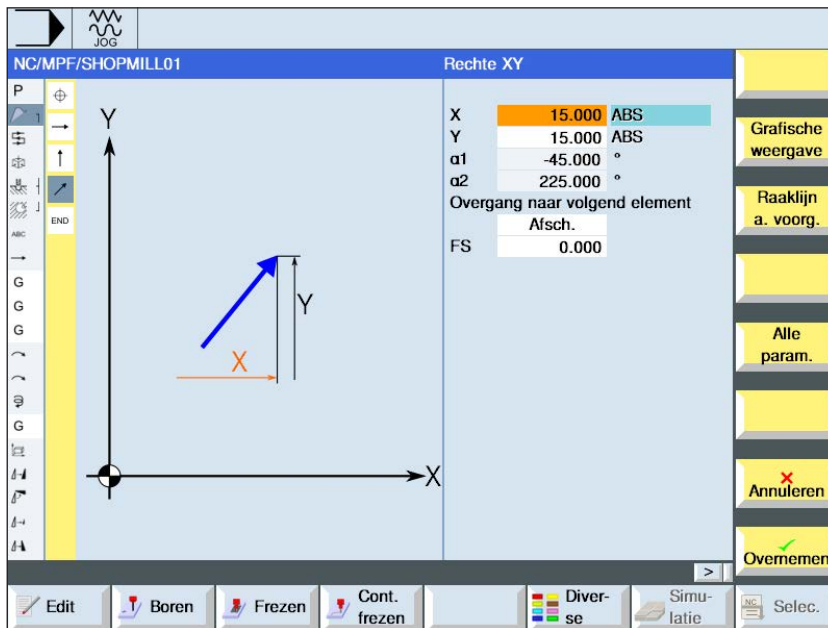 JOG
NC/MPF/SHOPMILL01
Rechte XY
P
1
ABC
G
G
G
G
END
Y
X
Y
X
X 15.000 ABS
Y 15.000 ABS
α1 -45.000 °
α2 225.000 °
Overgang naar volgend element
Afsch.
FS 0.000
Grafische
weergave
Raaklijn
a. voorg.
Alle
param.
Annuleren
Overnemen
>
Edit
Boren
Frezen
Cont.
frezen
Diver-
se
Simu-
latie
NC
Selec.